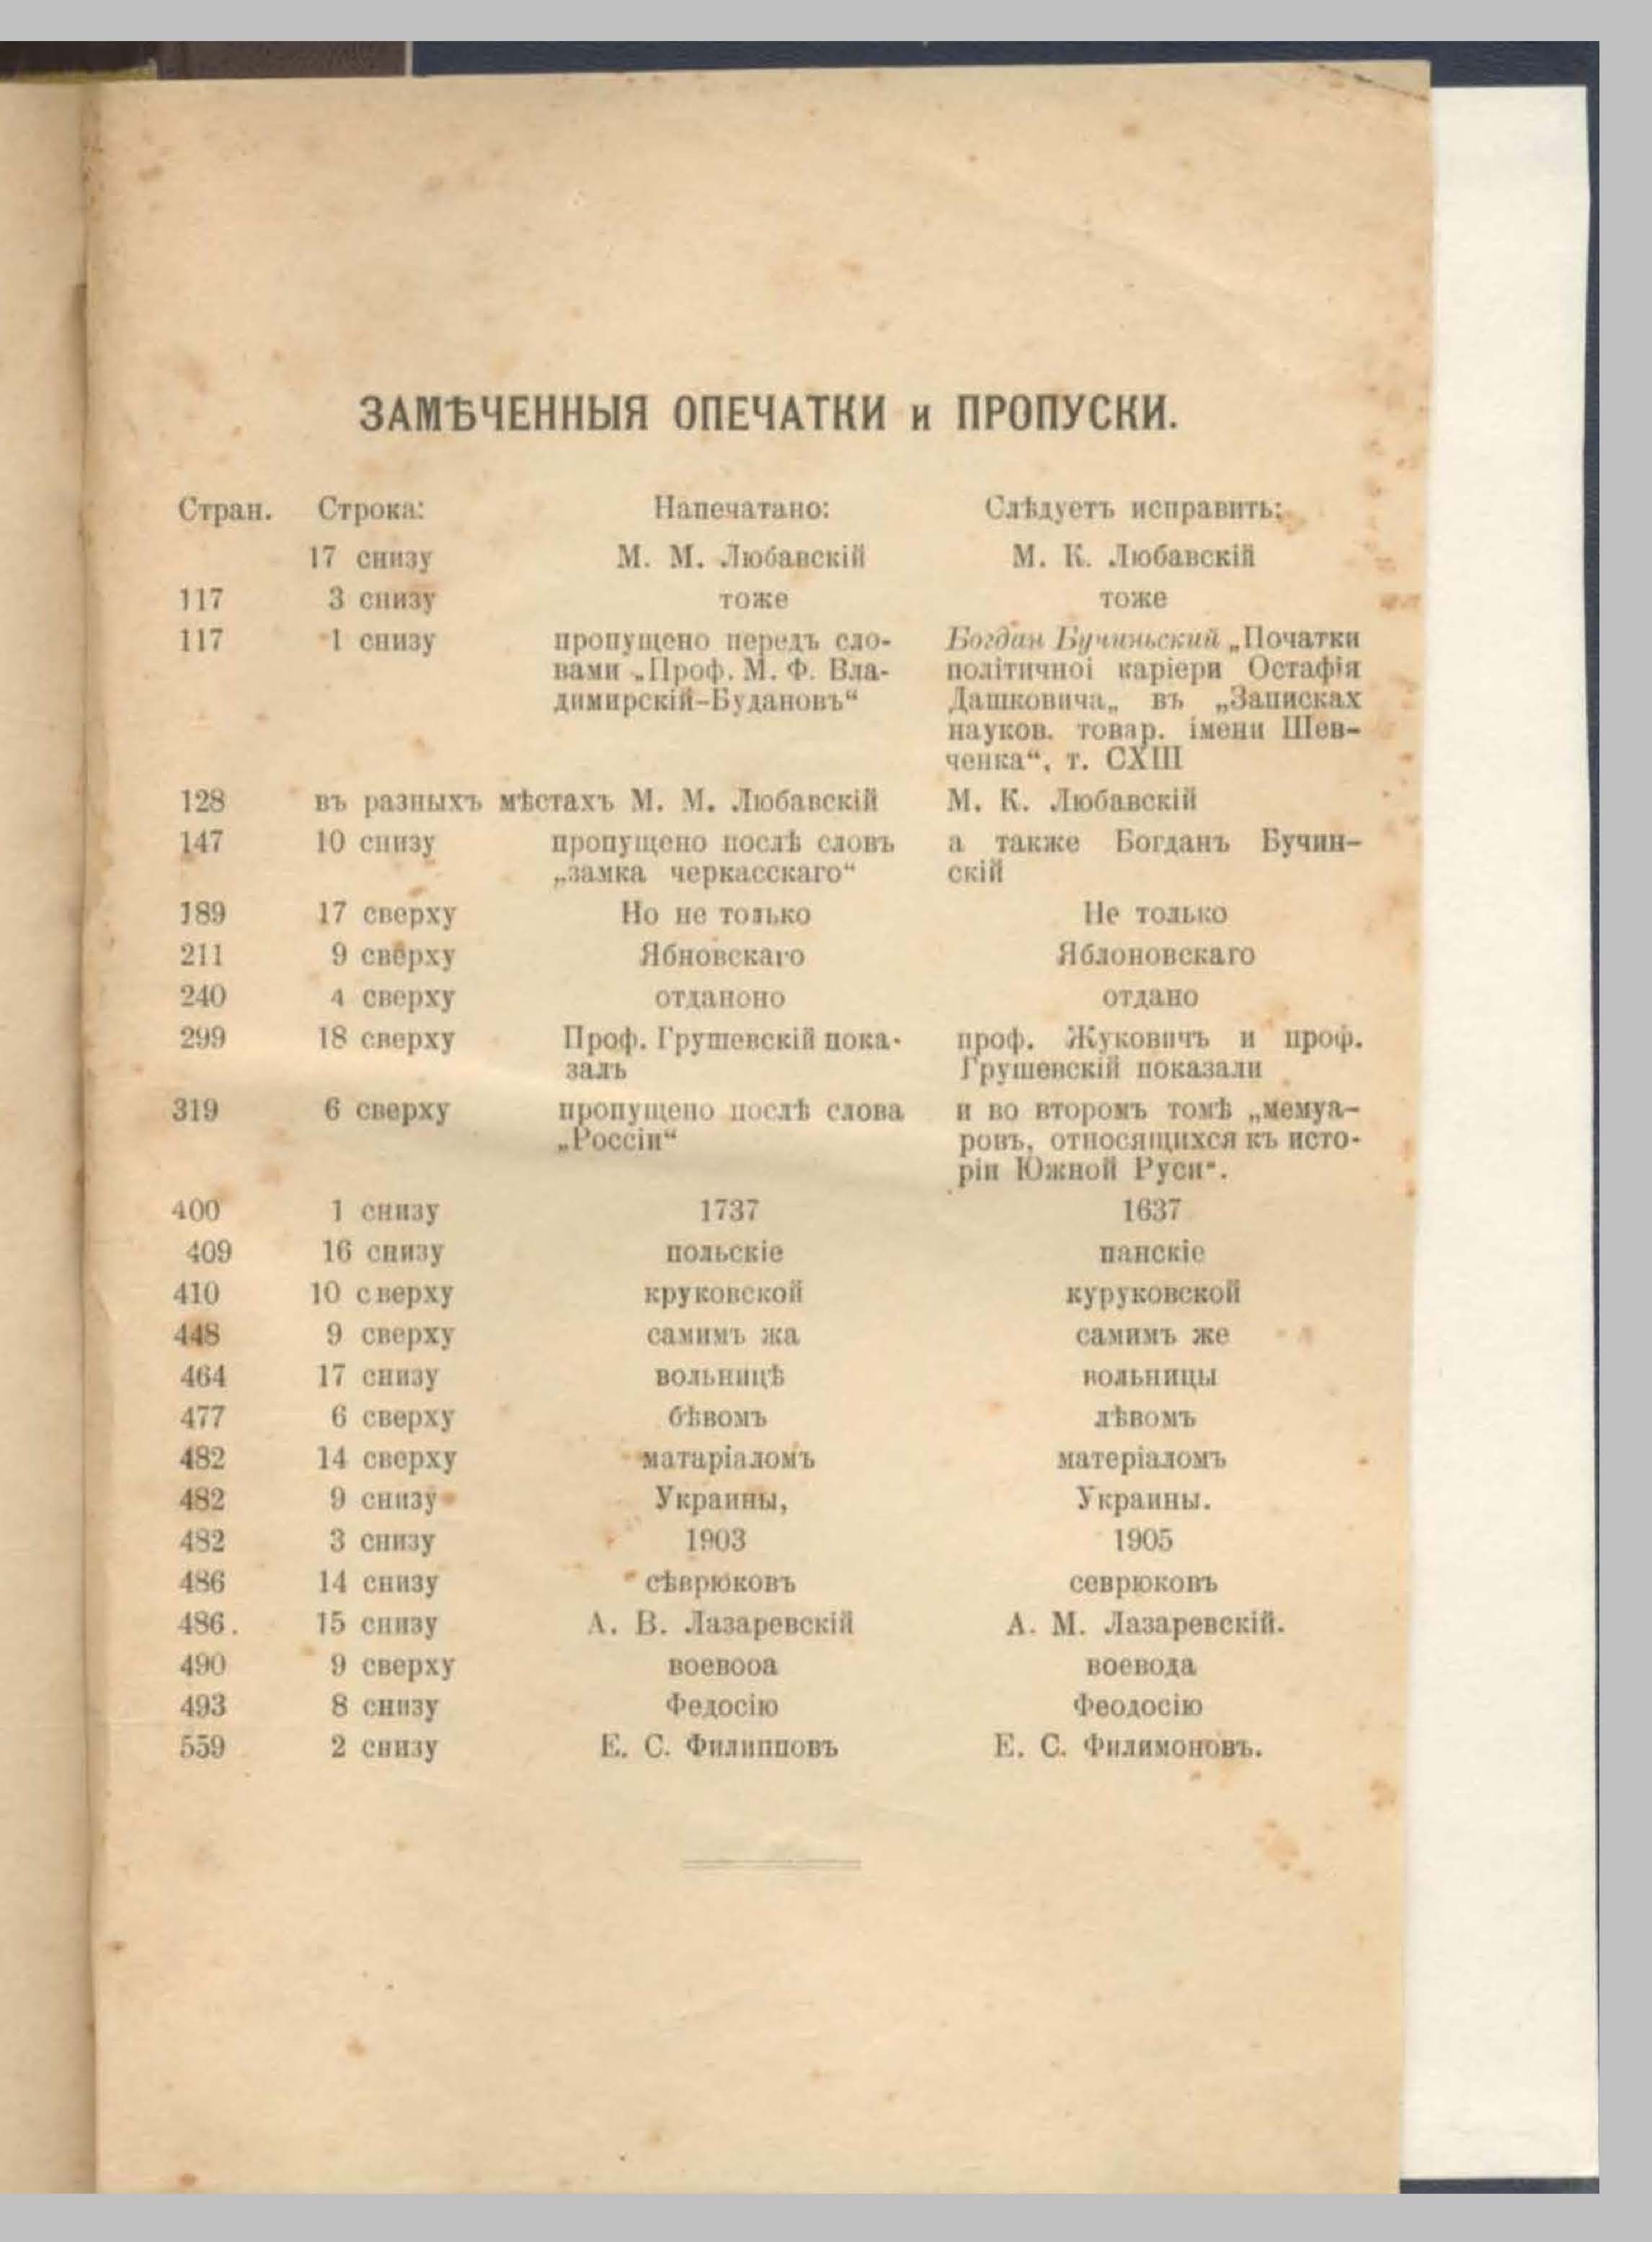 ЗАМѢЧЕННЫЯ ОПЕЧАТКИ и ПРОПУСКИ.
Стран. Строка: Напечатано: Слѣдуетъ исправить:
17 снизу М. М. Любавскій М. К. Любавскій
117 3 снизу тоже тоже
117 1 снизу пропущено передъ сло- Богдан Бучиньский „Початки
вами „Проф. М. Ф. Вла- політичноі каріери Остафія
димирскій-Будановъ“ Дашковича„ въ „Записках
науков. товар. імени Шев-
ченка“, т. СХІІІ
128 въ разныхъ мѣстахъ М. М. Любавскій М. К. Любавскій
147 10 снизу пропущено послѣ словъ а также Богданъ Бучин-
„замка черкасскаго“ скій
189 17 сверху Но не только Не только
211 9 сверху Ябновскаго Яблоновскаго
240 4 сверху отданоно отдано
299 18 сверху Проф. Грушевскій пока- проф. Жуковичъ и проф.
залъ Грушевскій показали
319 6 сверху пропущено послѣ слова и во второмъ томѣ „мемуа-
„Россіи“ ровъ, относящихся къ исто-
ріи Южной Руси“.
400 1 снизу 1737 1637
409 16 снизу польскіе панскіе
410 10 сверху круковской куруковской
448 9 сверху самимъ жа самимъ же
464 17 снизу вольницѣ вольницы
477 6 сверху бѣвомъ лѣвомъ
482 14 сверху матаріаломъ матеріаломъ
482 9 снизу Украины, Украины.
482 3 снизу 1903 1905
486 14 снизу сѣврюковъ севрюковъ
486. 15 снизу А. В. Лазаревскій А. М. Лазаревскій.
490 9 сверху воевооа воевода
493 8 снизу Федосію Феодосію
559 2 снизу Е. С. Филипповъ Е. С. Филимоновъ.